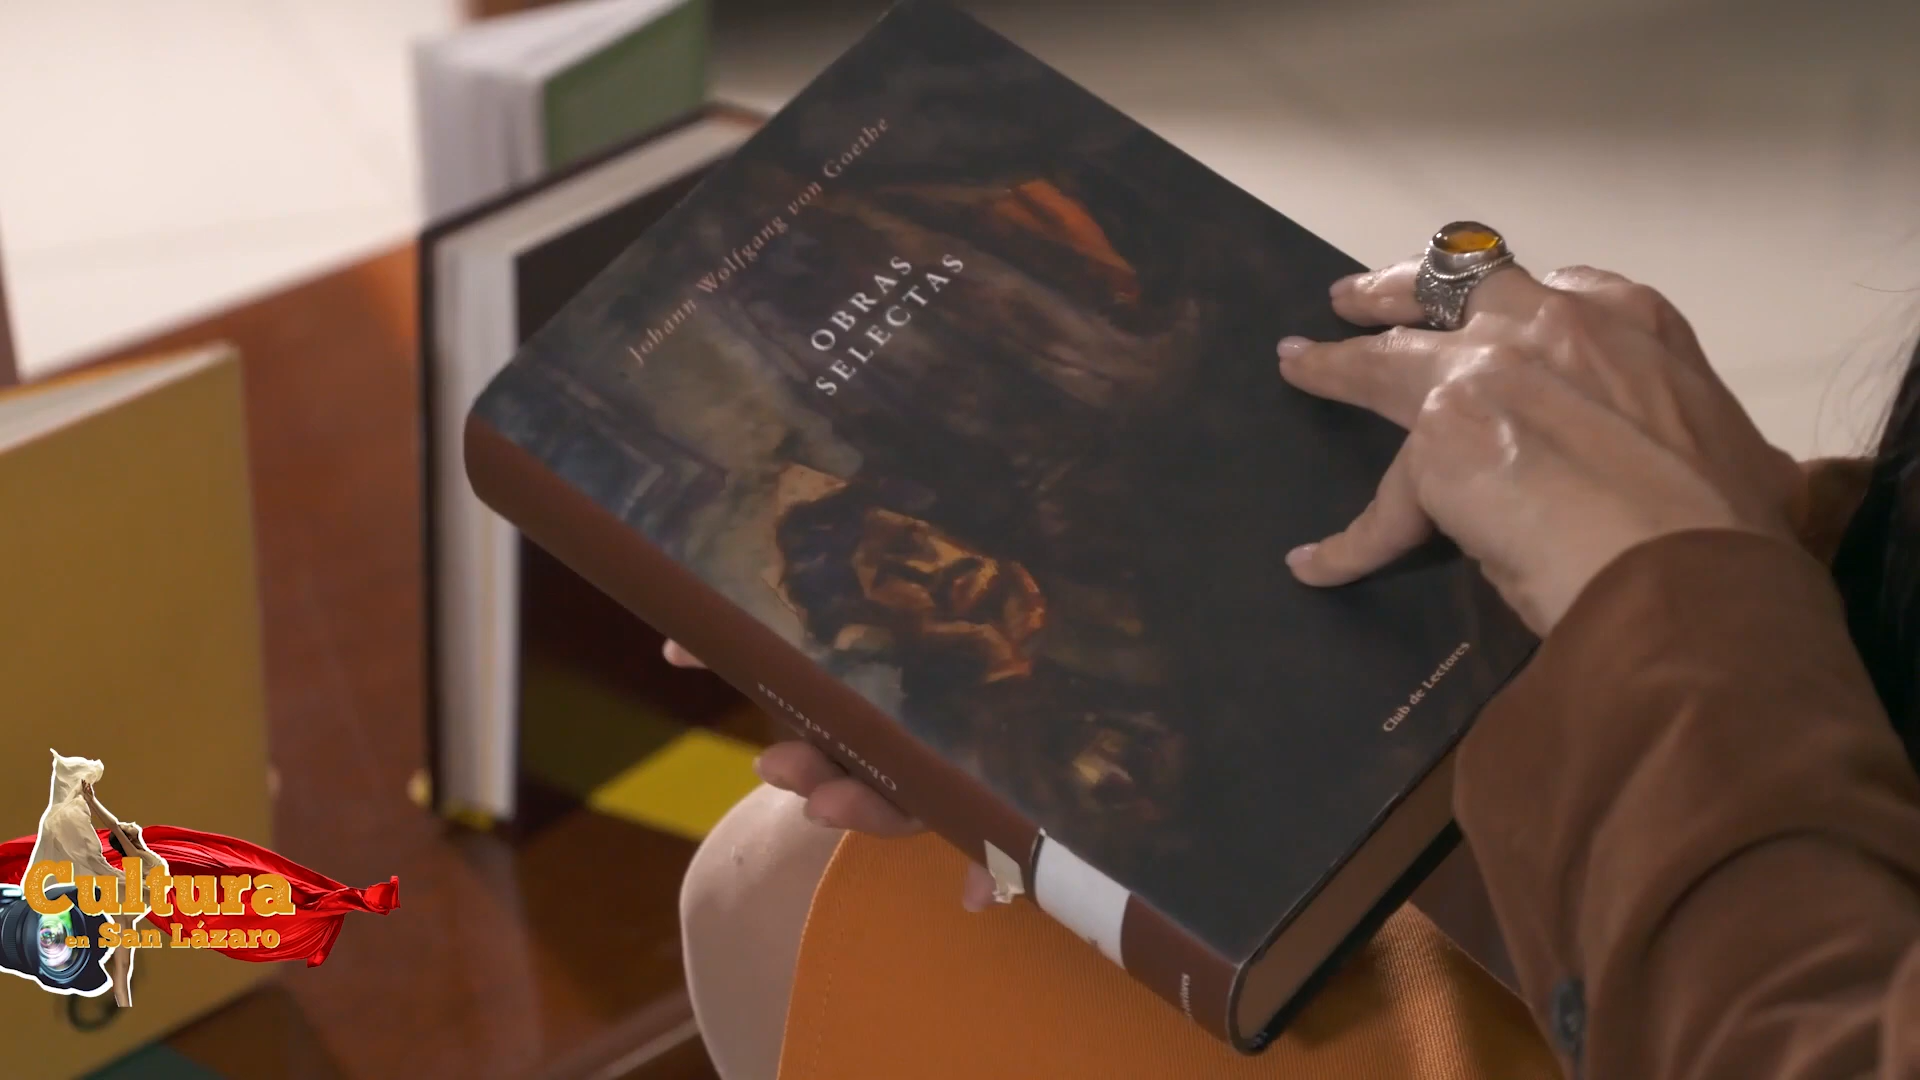 Johann Wolfgang von Goethe
OBRAS
SELECTAS
Club de Lectores
Obras selectas
Cultura
en San Lázaro